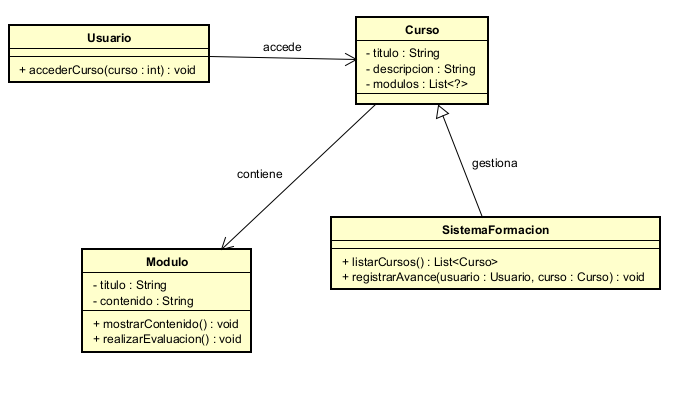 Usuario
+ accederCurso(curso : int) : void
accede
Curso
- titulo : String
- descripcion : String
- modulos : List<?>
contiene
gestiona
Modulo
- titulo : String
- contenido : String
+ mostrarContenido() : void
+ realizarEvaluacion() : void
SistemaFormacion
+ listarCursos() : List<Curso>
+ registrarAvance(usuario : Usuario, curso : Curso) : void